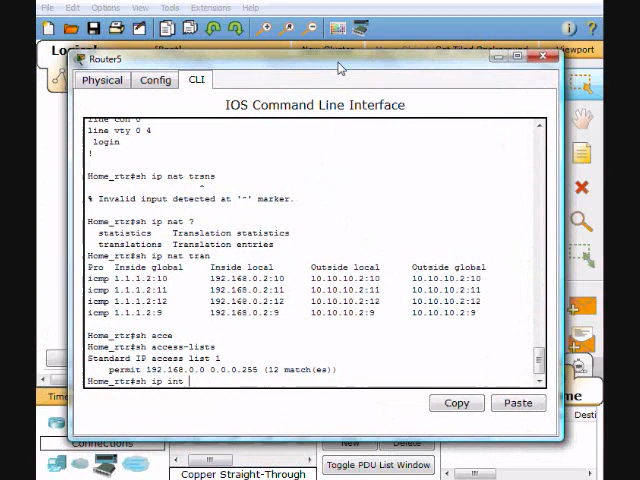 File Edit Options View Tools Extensions Help
Router5
Viewport
Physical Config CLI
IOS Command Line Interface
line con 0
line vty 0 4
login
!
Home_rtr#sh ip nat trsns
^
% Invalid input detected at '^' marker.
Home_rtr#sh ip nat ?
statistics Translation statistics
translations Translation entries
Home_rtr#sh ip nat tran
Pro Inside global Inside local Outside local Outside global
icmp 1.1.1.2:10 192.168.0.2:10 10.10.10.2:10 10.10.10.2:10
icmp 1.1.1.2:11 192.168.0.2:11 10.10.10.2:11 10.10.10.2:11
icmp 1.1.1.2:12 192.168.0.2:12 10.10.10.2:12 10.10.10.2:12
icmp 1.1.1.2:9 192.168.0.2:9 10.10.10.2:9 10.10.10.2:9
Home_rtr#sh acce
Home_rtr#sh access-lists
Standard IP access list 1
permit 192.168.0.0 0.0.0.255 (12 match(es))
Home_rtr#sh ip int
Copy Paste
Time
Connections
New Delete
Toggle PDU List Window
Copper Straight-Through